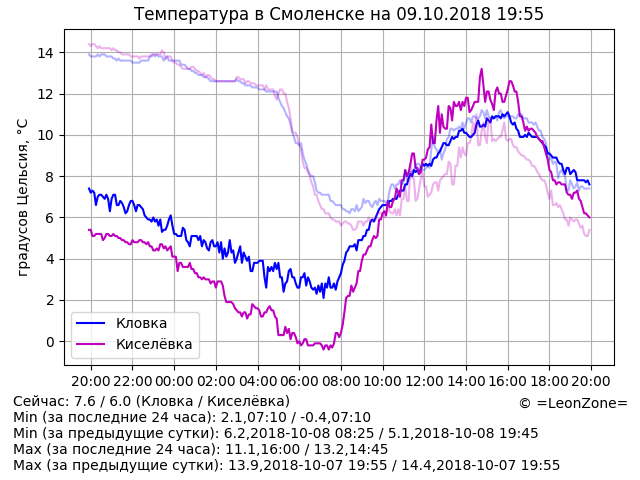 Температура в Смоленске на 09.10.2018 19:55
градусов Цельсия, °C
14
12
10
8
6
4
2
0
Кловка
Киселёвка
20:00 22:00 00:00 02:00 04:00 06:00 08:00 10:00 12:00 14:00 16:00 18:00 20:00
Сейчас: 7.6 / 6.0 (Кловка / Киселёвка)
© =LeonZone=
Min (за последние 24 часа): 2.1,07:10 / -0.4,07:10
Min (за предыдущие сутки): 6.2,2018-10-08 08:25 / 5.1,2018-10-08 19:45
Max (за последние 24 часа): 11.1,16:00 / 13.2,14:45
Max (за предыдущие сутки): 13.9,2018-10-07 19:55 / 14.4,2018-10-07 19:55